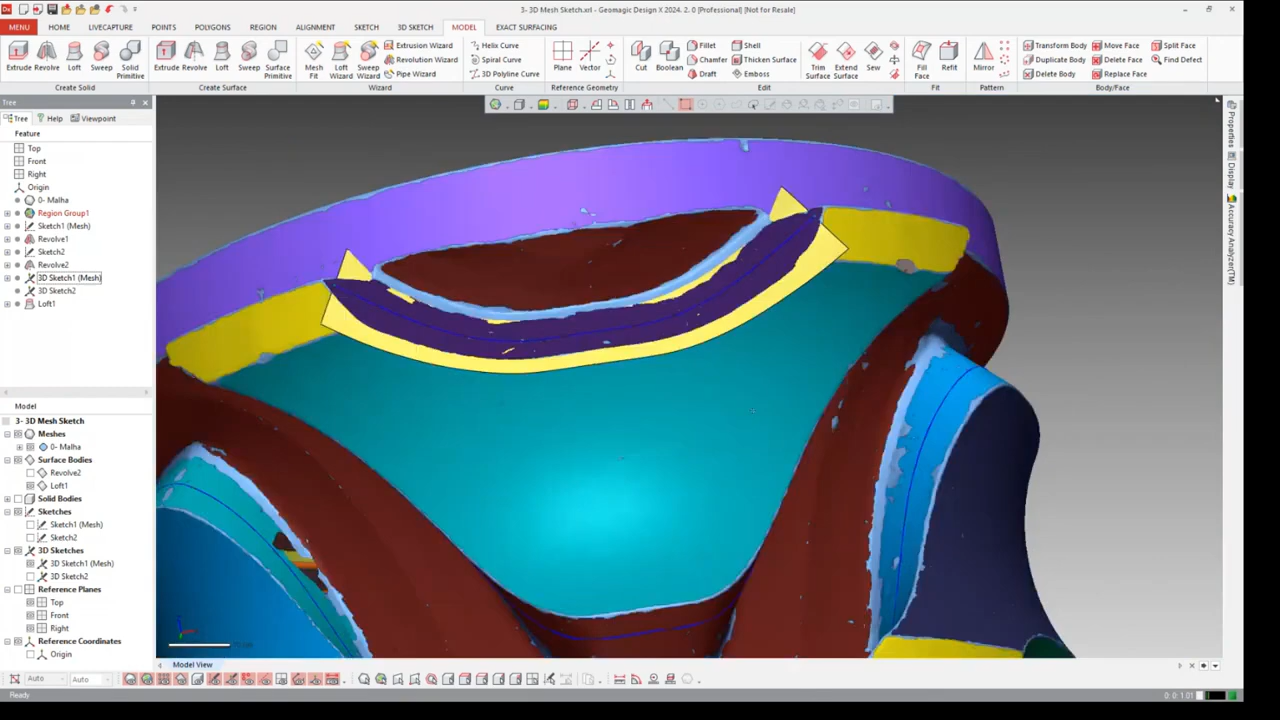 3- 3D Mesh Sketch.xrl - Geomagic Design X 2024. 2. 0 [Professional] [Not for Resale]
MENU HOME LIVECAPTURE POINTS POLYGONS REGION ALIGNMENT SKETCH 3D SKETCH MODEL EXACT SURFACING
Extrude Revolve Loft Sweep Solid Primitive
Create Solid
Extrude Revolve Loft Sweep Surface Primitive
Create Surface
Mesh Fit Loft Wizard Sweep Wizard
Extrusion Wizard
Revolution Wizard
Pipe Wizard
Wizard
Helix Curve
Spiral Curve
3D Polyline Curve
Curve
Plane Vector
Reference Geometry
Cut Boolean
Fillet
Chamfer
Draft
Shell
Thicken Surface
Emboss
Trim Surface Extend Surface Sew
Edit
Fill Face Refit
Fit
Mirror
Pattern
Transform Body
Duplicate Body
Delete Body
Move Face
Delete Face
Replace Face
Split Face
Find Defect
Body/Face
Tree
Tree Help Viewpoint
Feature
Top
Front
Right
Origin
0- Malha
Region Group1
Sketch1 (Mesh)
Revolve1
Sketch2
Revolve2
3D Sketch1 (Mesh)
3D Sketch2
Loft1
Model
3- 3D Mesh Sketch
Meshes
0- Malha
Surface Bodies
Revolve2
Loft1
Solid Bodies
Sketches
Sketch1 (Mesh)
Sketch2
3D Sketches
3D Sketch1 (Mesh)
3D Sketch2
Reference Planes
Top
Front
Right
Reference Coordinates
Origin
Properties
Display
Accuracy Analyzer(TM)
Model View
Auto Auto
Ready
0: 0: 1.01